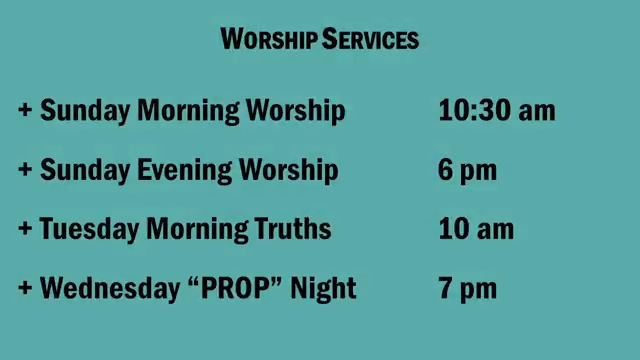 WORSHIP SERVICES
+ Sunday Morning Worship 10:30 am
+ Sunday Evening Worship 6 pm
+ Tuesday Morning Truths 10 am
+ Wednesday “PROP” Night 7 pm